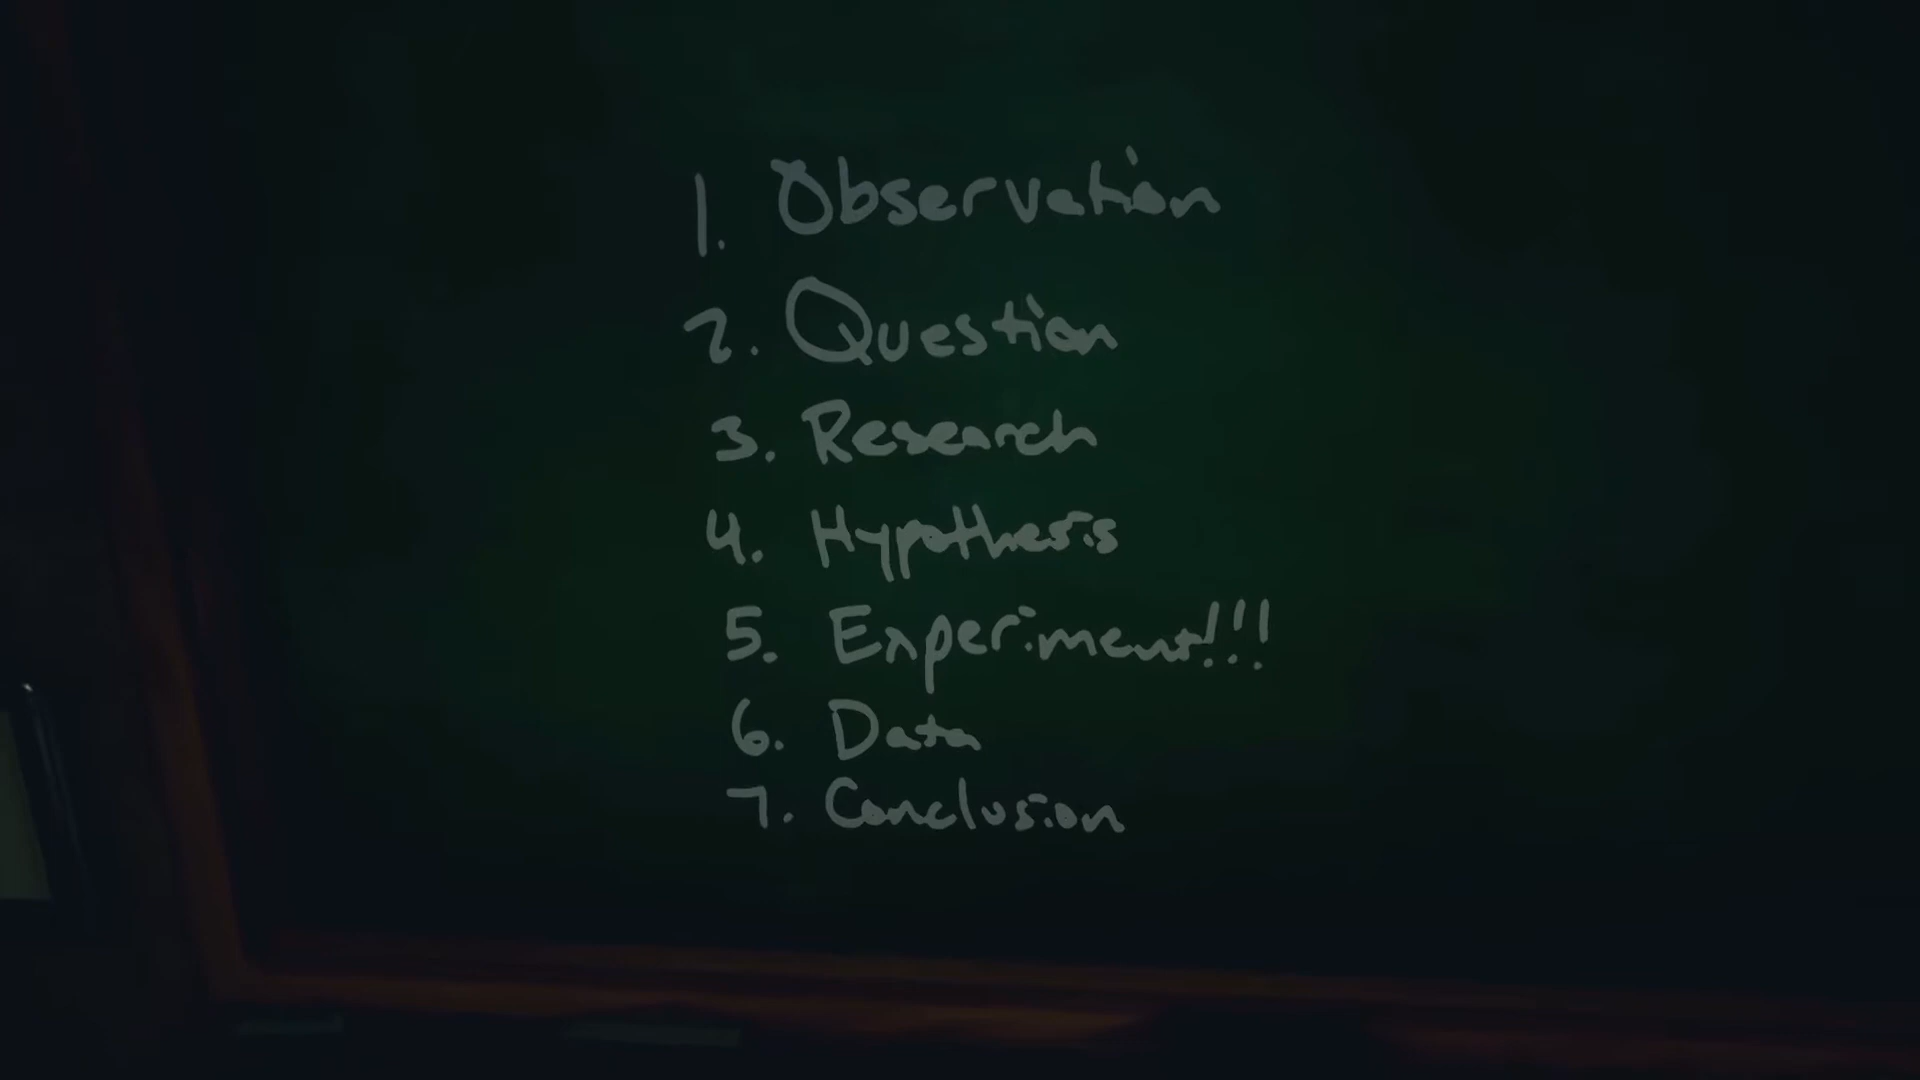 1. Observation
2. Question
3. Research
4. Hypothesis
5. Experiment!!!
6. Data
7. Conclusion